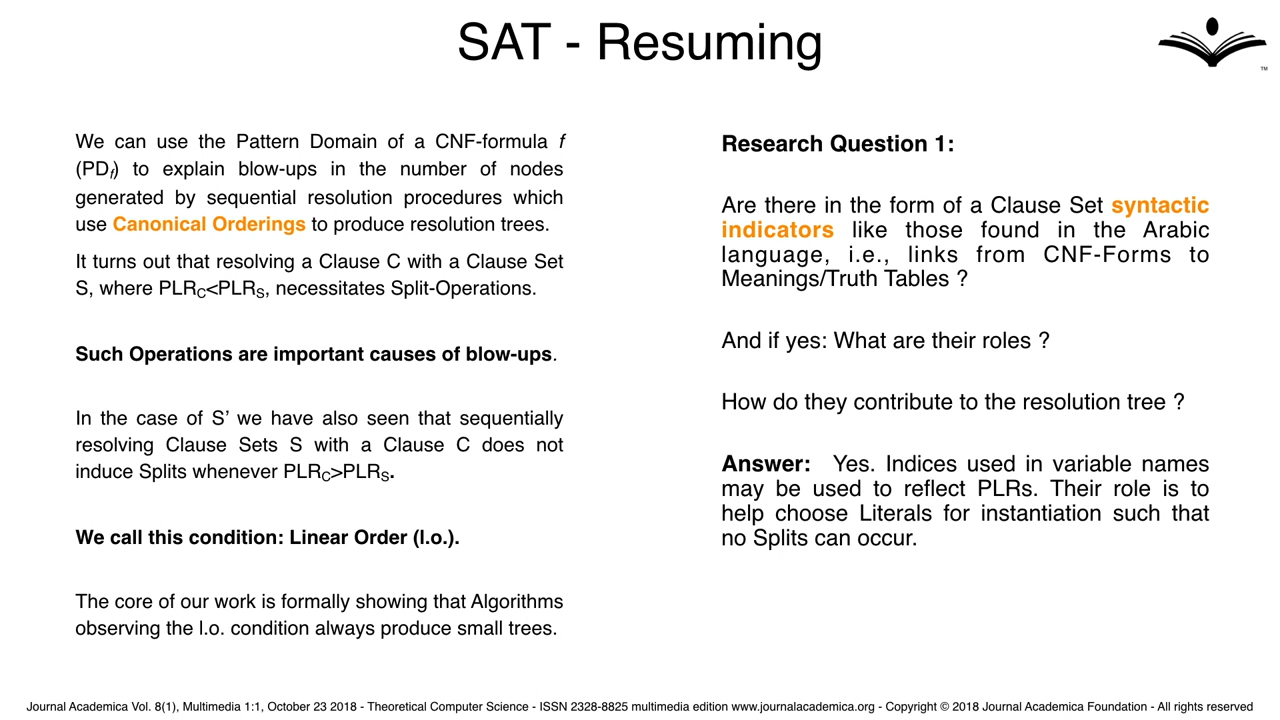 SAT - Resuming
TM
We can use the Pattern Domain of a CNF-formula f
(PDf) to explain blow-ups in the number of nodes
generated by sequential resolution procedures which
use Canonical Orderings to produce resolution trees.
It turns out that resolving a Clause C with a Clause Set
S, where PLRC<PLRS, necessitates Split-Operations.
Such Operations are important causes of blow-ups.
In the case of S’ we have also seen that sequentially
resolving Clause Sets S with a Clause C does not
induce Splits whenever PLRC>PLRS.
We call this condition: Linear Order (l.o.).
The core of our work is formally showing that Algorithms
observing the l.o. condition always produce small trees.
Research Question 1:
Are there in the form of a Clause Set syntactic
indicators like those found in the Arabic
language, i.e., links from CNF-Forms to
Meanings/Truth Tables ?
And if yes: What are their roles ?
How do they contribute to the resolution tree ?
Answer: Yes. Indices used in variable names
may be used to reflect PLRs. Their role is to
help choose Literals for instantiation such that
no Splits can occur.
Journal Academica Vol. 8(1), Multimedia 1:1, October 23 2018 - Theoretical Computer Science - ISSN 2328-8825 multimedia edition www.journalacademica.org - Copyright © 2018 Journal Academica Foundation - All rights reserved